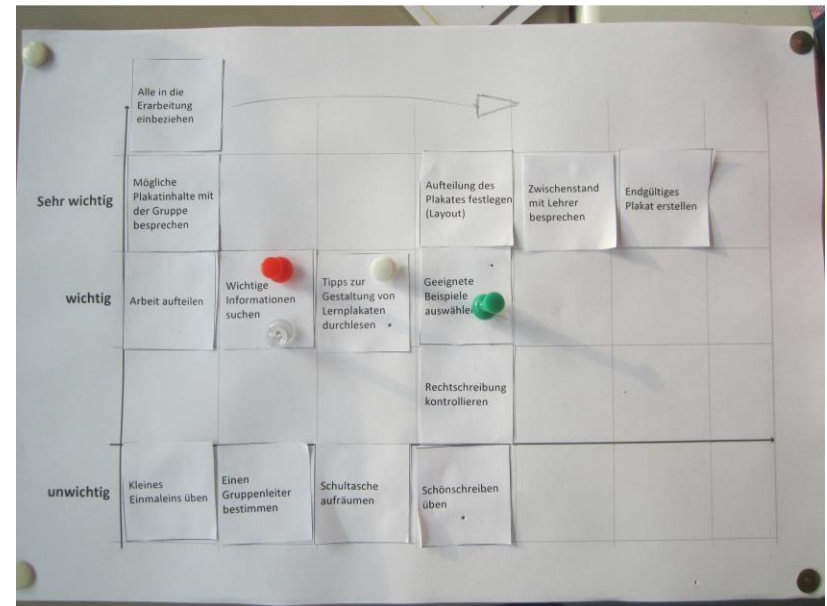 Alle in die
Erarbeitung
einbeziehen
Sehr wichtig
Mögliche
Plakatinhalte mit
der Gruppe
besprechen
Aufteilung des
Plakates festlegen
(Layout)
Zwischenstand
mit Lehrer
besprechen
Endgültiges
Plakat erstellen
wichtig
Arbeit aufteilen
Wichtige
Informationen
suchen
Tipps zur
Gestaltung von
Lernplakaten
durchlesen
Geeignete
Beispiele
auswähle
Rechtschreibung
kontrollieren
unwichtig
Kleines
Einmaleins üben
Einen
Gruppenleiter
bestimmen
Schultasche
aufräumen
Schönschreiben
üben